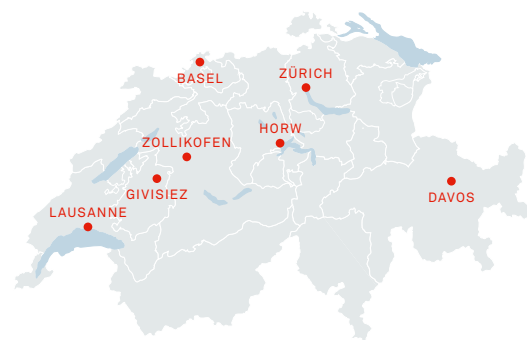 ZÜRICH
BASEL
HORW
ZOLLIKOFEN
GIVISIEZ
DAVOS
LAUSANNE